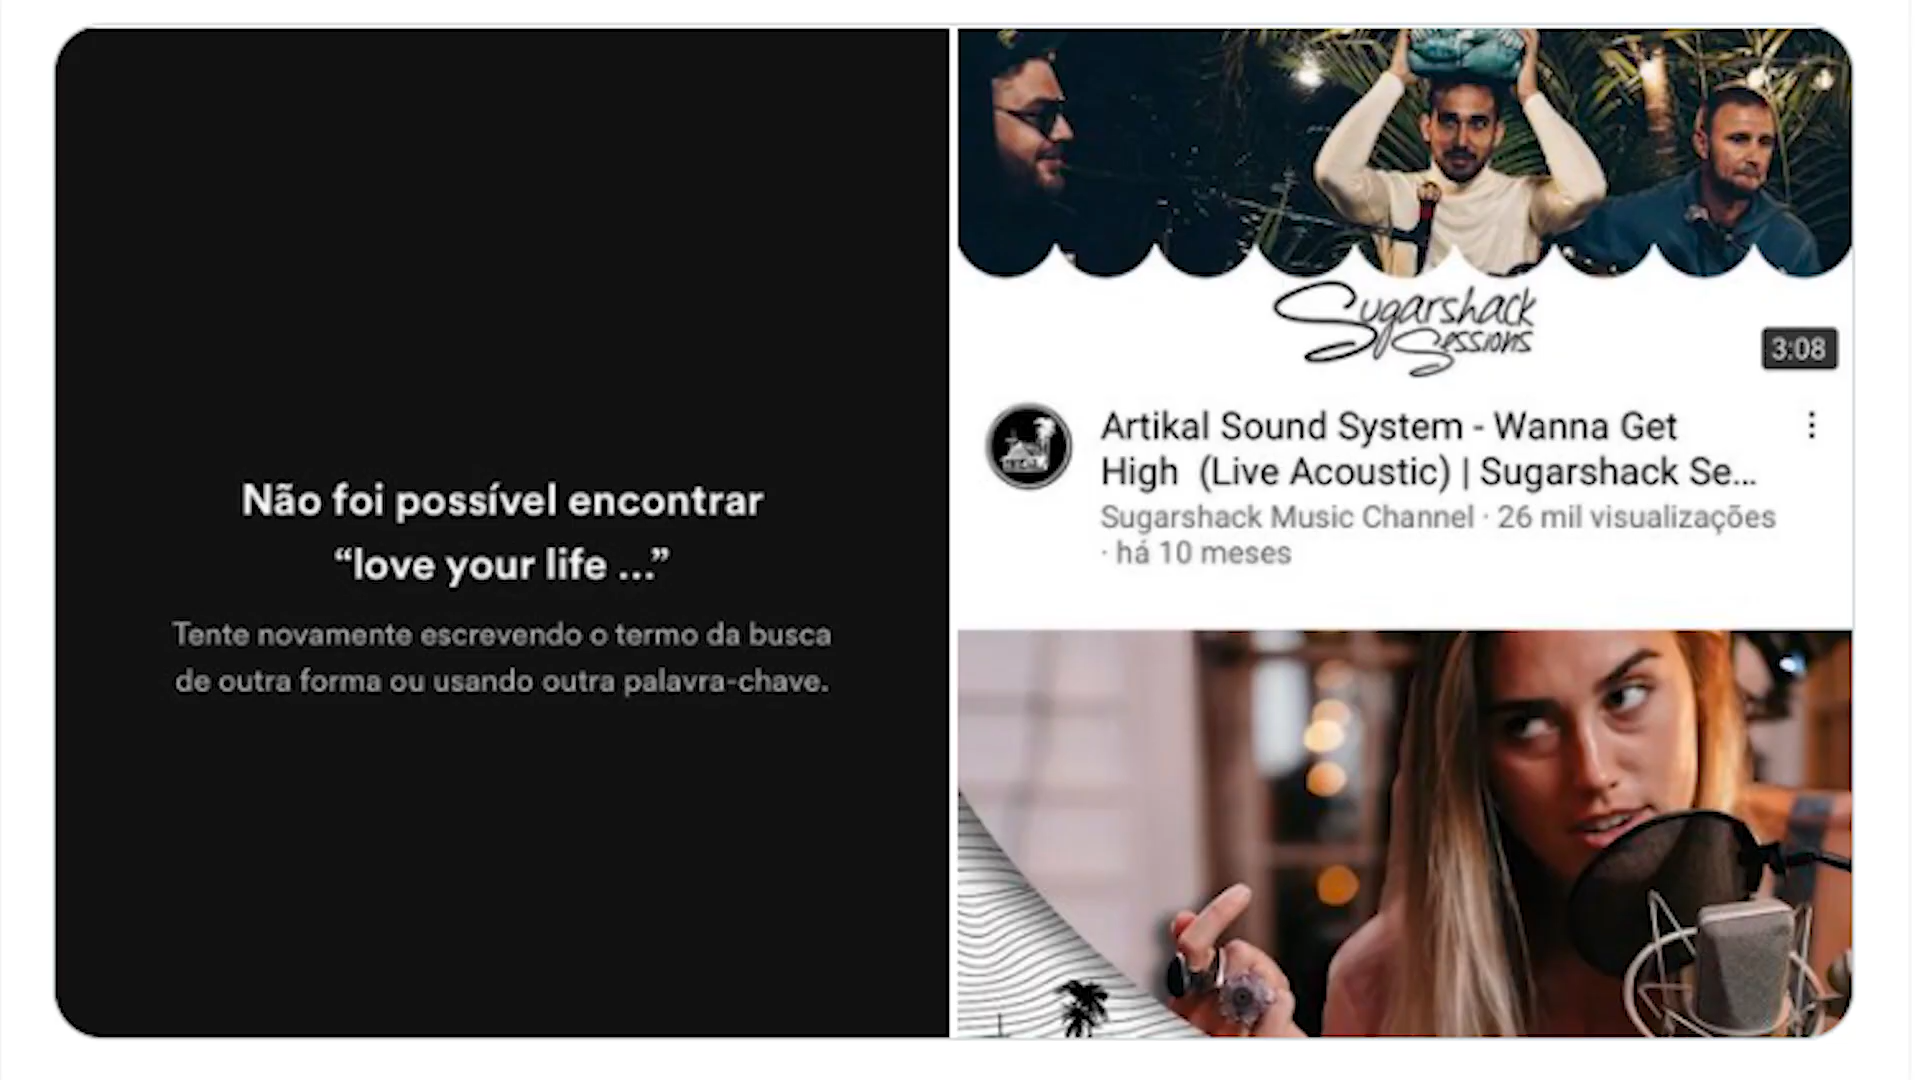 Não foi possível encontrar
“love your life ...”
Tente novamente escrevendo o termo da busca
de outra forma ou usando outra palavra-chave.
Sugarshack
Sessions
3:08
Artikal Sound System - Wanna Get
High (Live Acoustic) | Sugarshack Se...
Sugarshack Music Channel · 26 mil visualizações
· há 10 meses